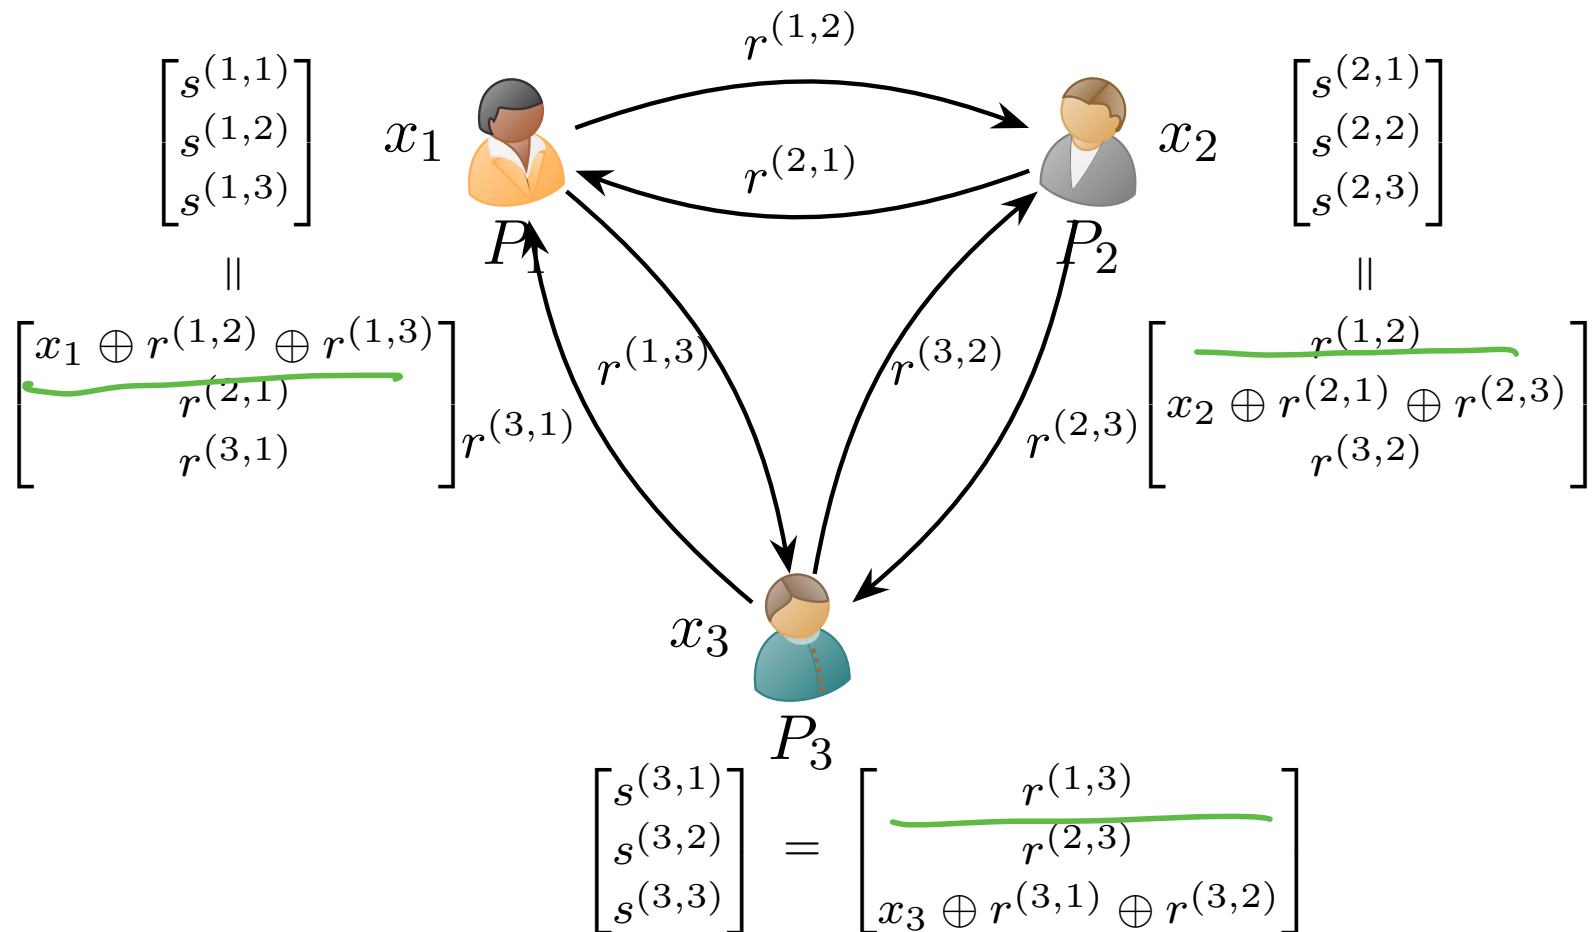 r^{(1,2)}
[s^{(1,1)}
s^{(1,2)}
s^{(1,3)}]
x_1
r^{(2,1)}
x_2
[s^{(2,1)}
s^{(2,2)}
s^{(2,3)}]
P_1
P_2
=
=
[x_1 ⊕ r^{(1,2)} ⊕ r^{(1,3)}
r^{(2,1)}
r^{(3,1)}]
r^{(1,3)}
r^{(3,2)}
r^{(3,1)}
r^{(2,3)}
[r^{(1,2)}
x_2 ⊕ r^{(2,1)} ⊕ r^{(2,3)}
r^{(3,2)}]
x_3
P_3
[s^{(3,1)}
s^{(3,2)}
s^{(3,3)}]
=
[r^{(1,3)}
r^{(2,3)}
x_3 ⊕ r^{(3,1)} ⊕ r^{(3,2)}]